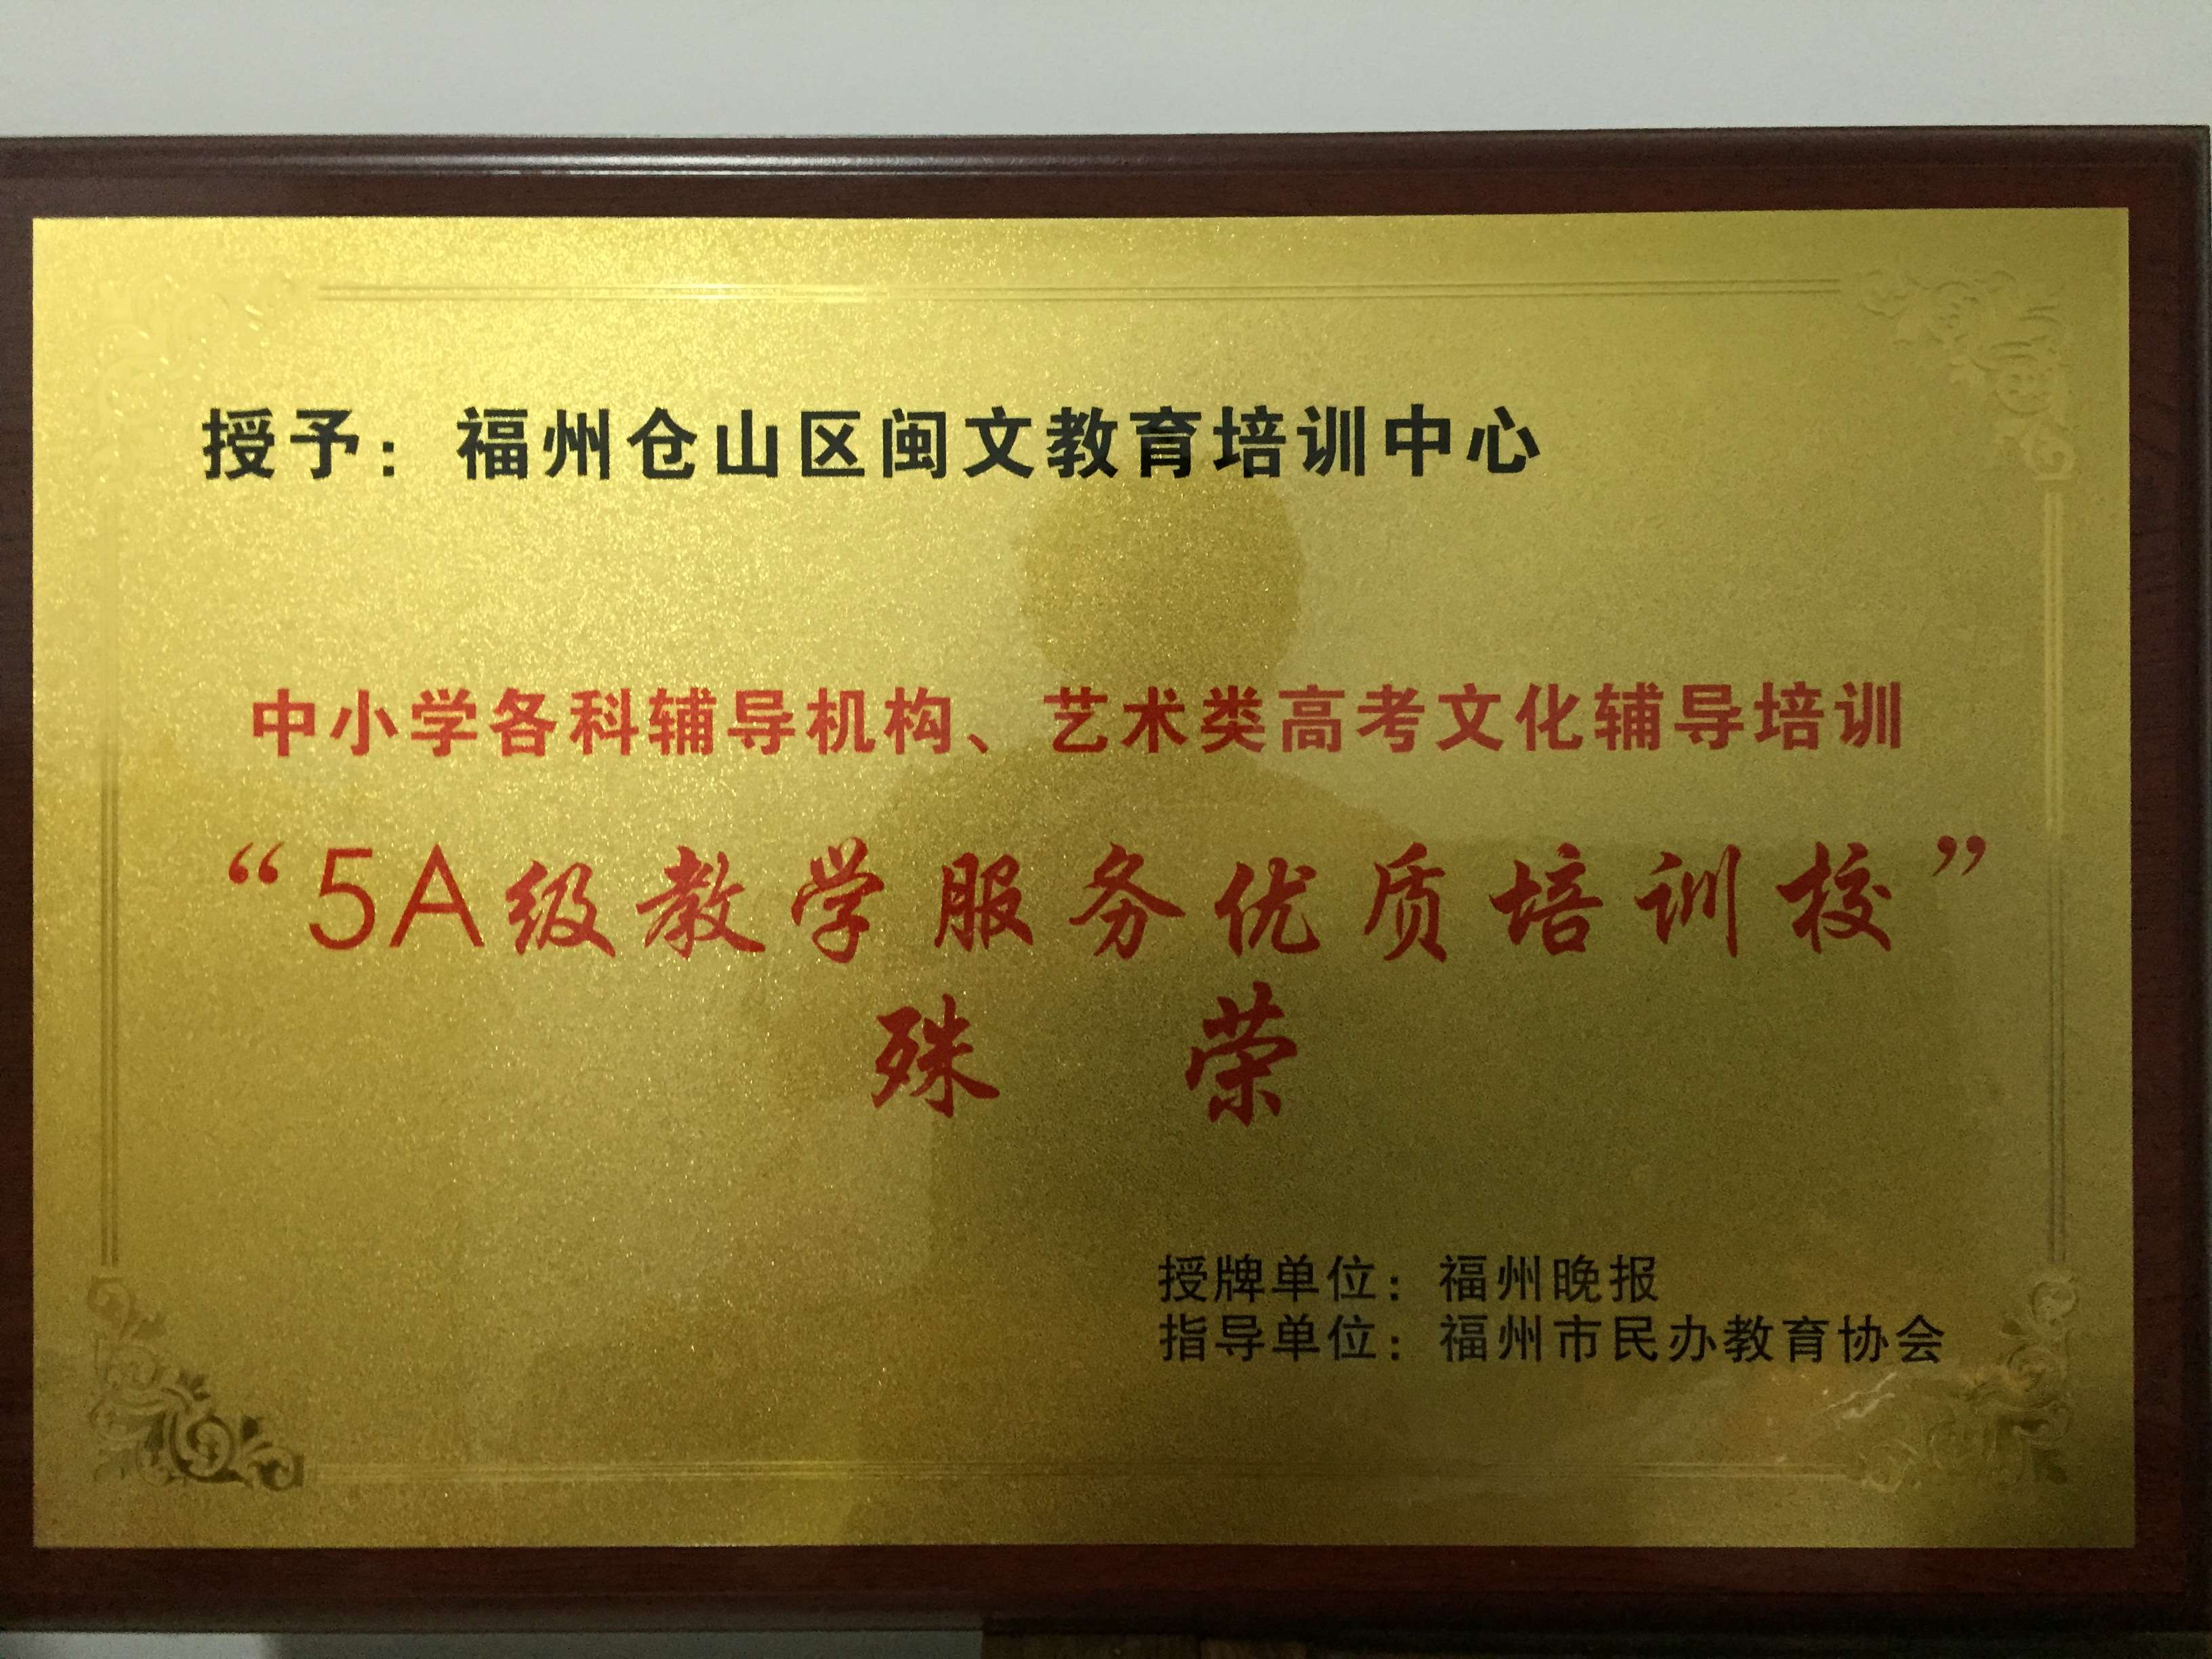 授予：福州仓山区闽文教育培训中心
中小学各科辅导机构、艺术类高考文化辅导培训
“5A级教学服务优质培训校”
殊 荣
授牌单位：福州晚报
指导单位：福州市民办教育协会